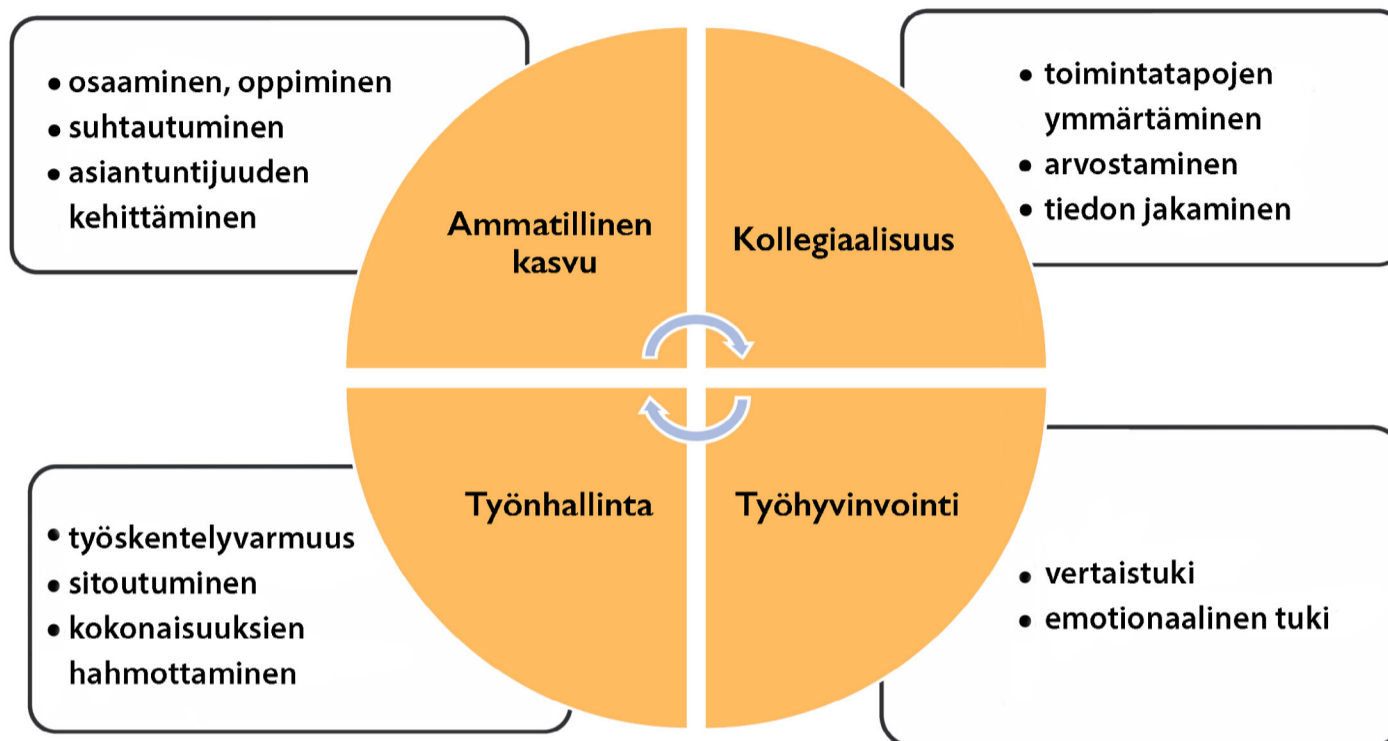 • osaaminen, oppiminen
• suhtautuminen
• asiantuntijuuden
kehittäminen
Ammatillinen
kasvu
• toimintatapojen
ymmärtäminen
• arvostaminen
• tiedon jakaminen
Kollegiaalisuus
• työskentelyvarmuus
• sitoutuminen
• kokonaisuuksien
hahmottaminen
Työnhallinta
Työhyvinvointi
• vertaistuki
• emotionaalinen tuki